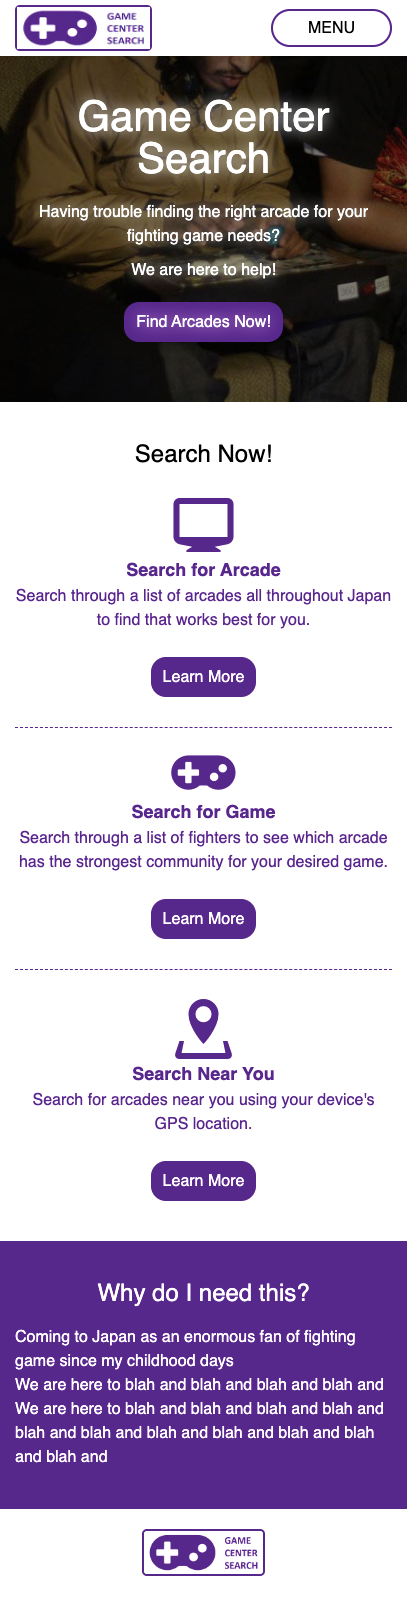 GAME
CENTER
SEARCH
MENU
Game Center
Search
Having trouble finding the right arcade for your
fighting game needs?
We are here to help!
Find Arcades Now!
Search Now!
Search for Arcade
Search through a list of arcades all throughout Japan
to find that works best for you.
Learn More
Search for Game
Search through a list of fighters to see which arcade
has the strongest community for your desired game.
Learn More
Search Near You
Search for arcades near you using your device's
GPS location.
Learn More
Why do I need this?
Coming to Japan as an enormous fan of fighting
game since my childhood days
We are here to blah and blah and blah and blah and
We are here to blah and blah and blah and blah and
blah and blah and blah and blah and blah and blah
and blah and
GAME
CENTER
SEARCH